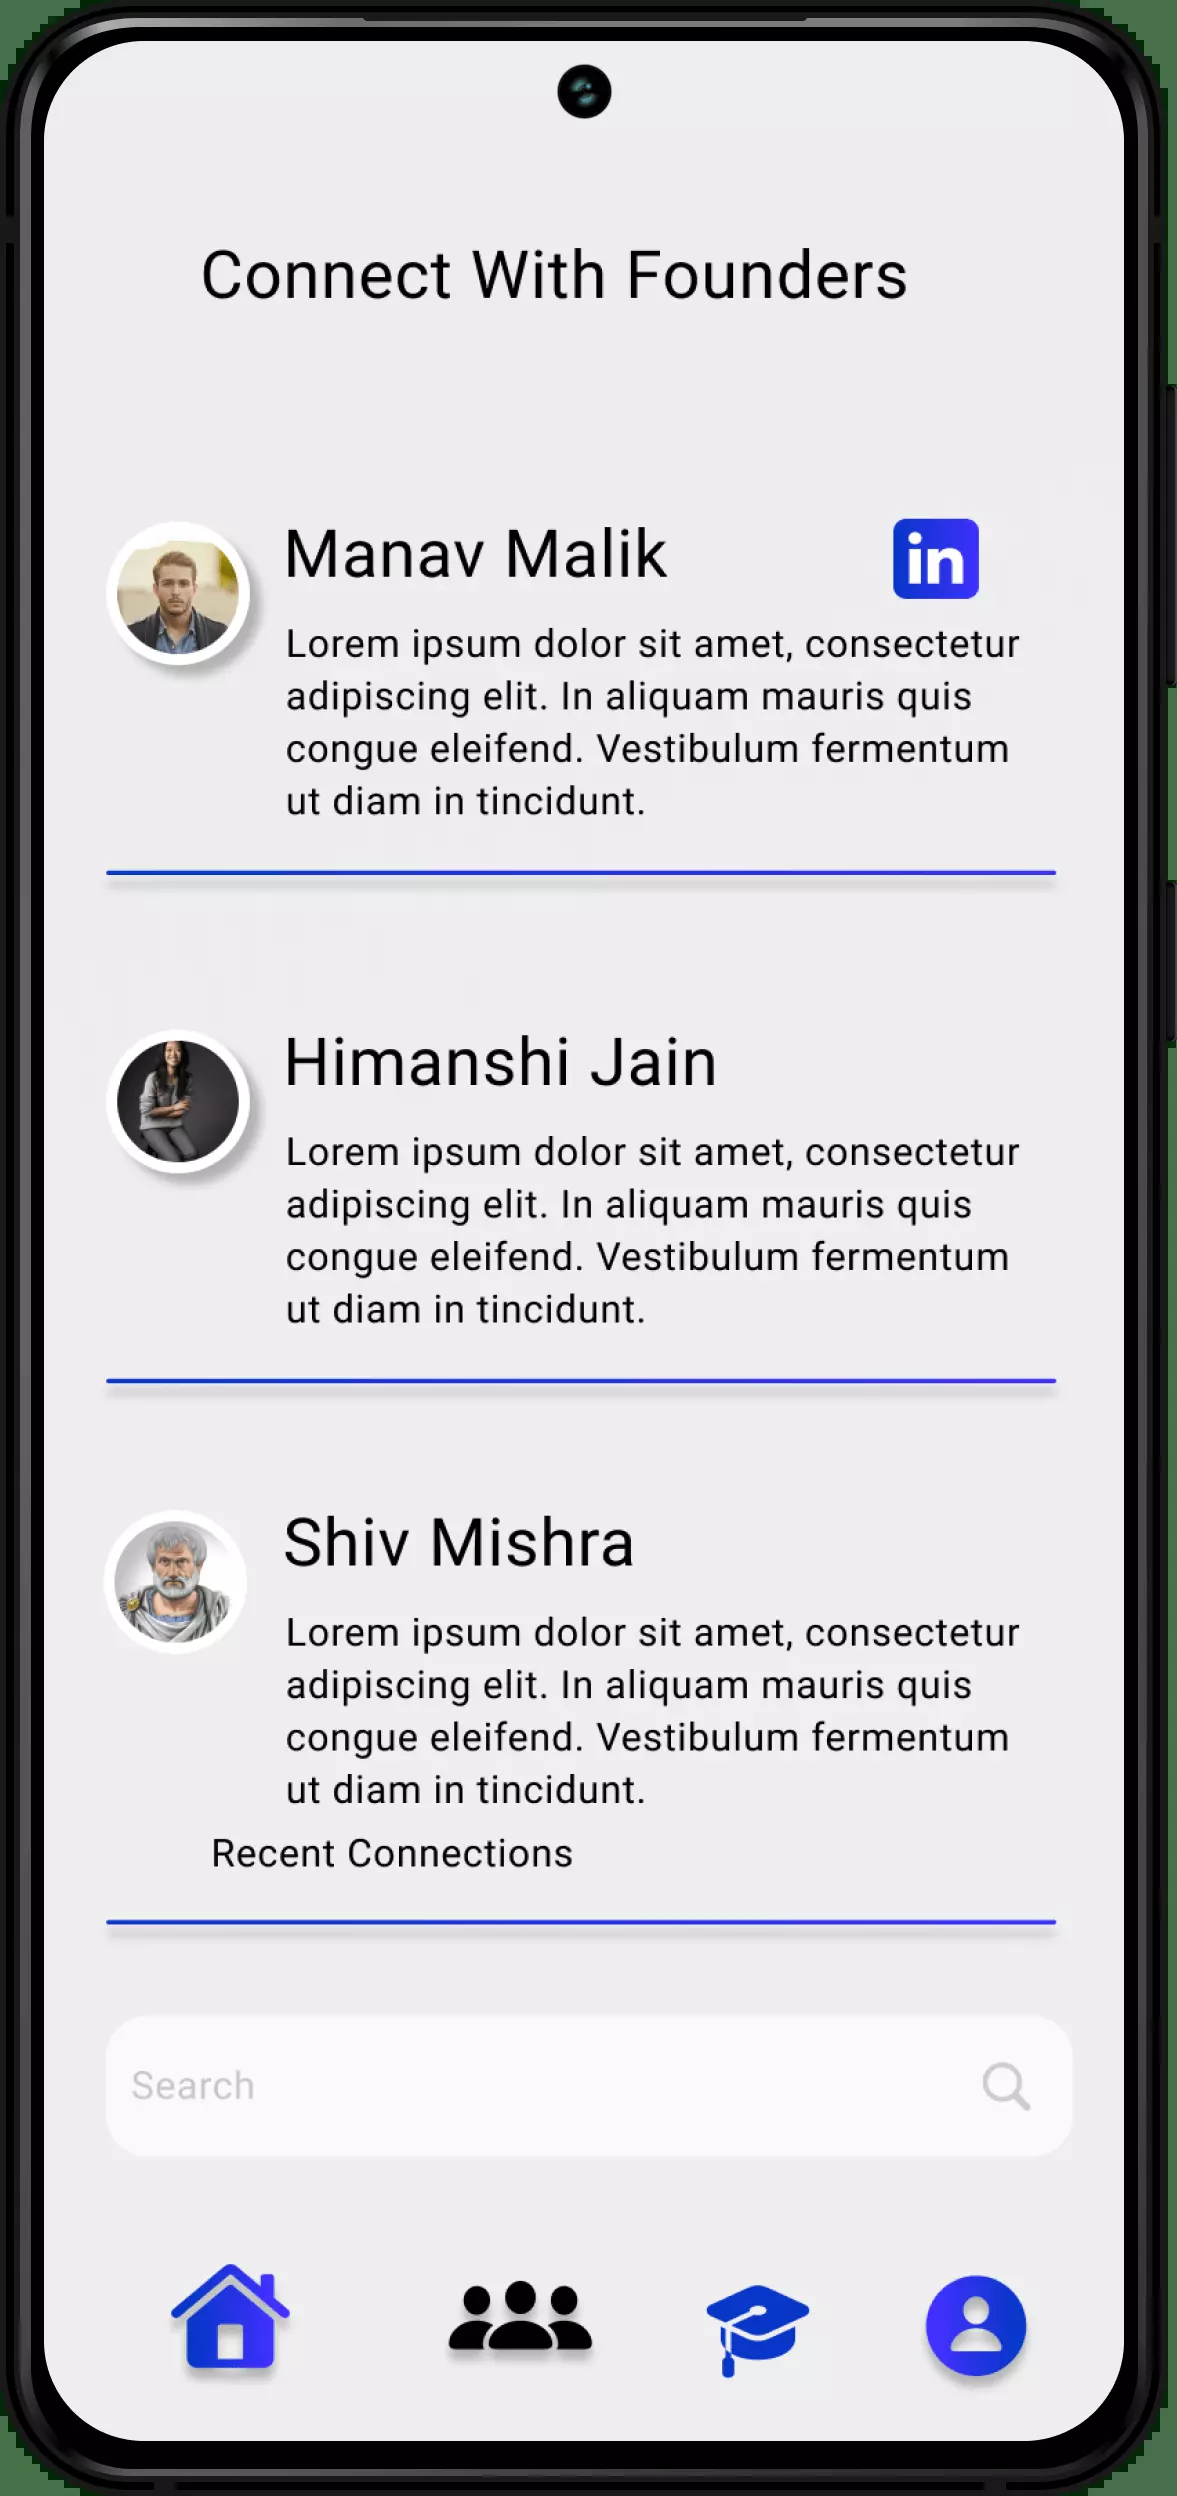 Connect With Founders
Manav Malik
in
Lorem ipsum dolor sit amet, consectetur
adipiscing elit. In aliquam mauris quis
congue eleifend. Vestibulum fermentum
ut diam in tincidunt.
Himanshi Jain
Lorem ipsum dolor sit amet, consectetur
adipiscing elit. In aliquam mauris quis
congue eleifend. Vestibulum fermentum
ut diam in tincidunt.
Shiv Mishra
Lorem ipsum dolor sit amet, consectetur
adipiscing elit. In aliquam mauris quis
congue eleifend. Vestibulum fermentum
ut diam in tincidunt.
Recent Connections
Search